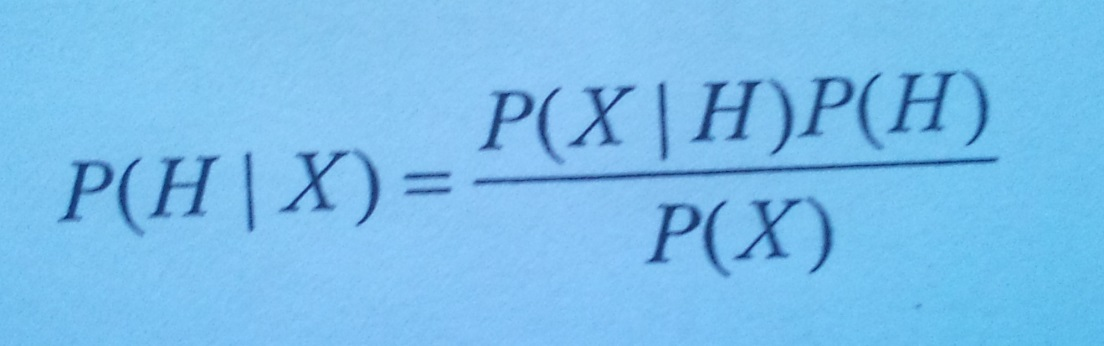 P(H | X) = P(X | H)P(H) / P(X)